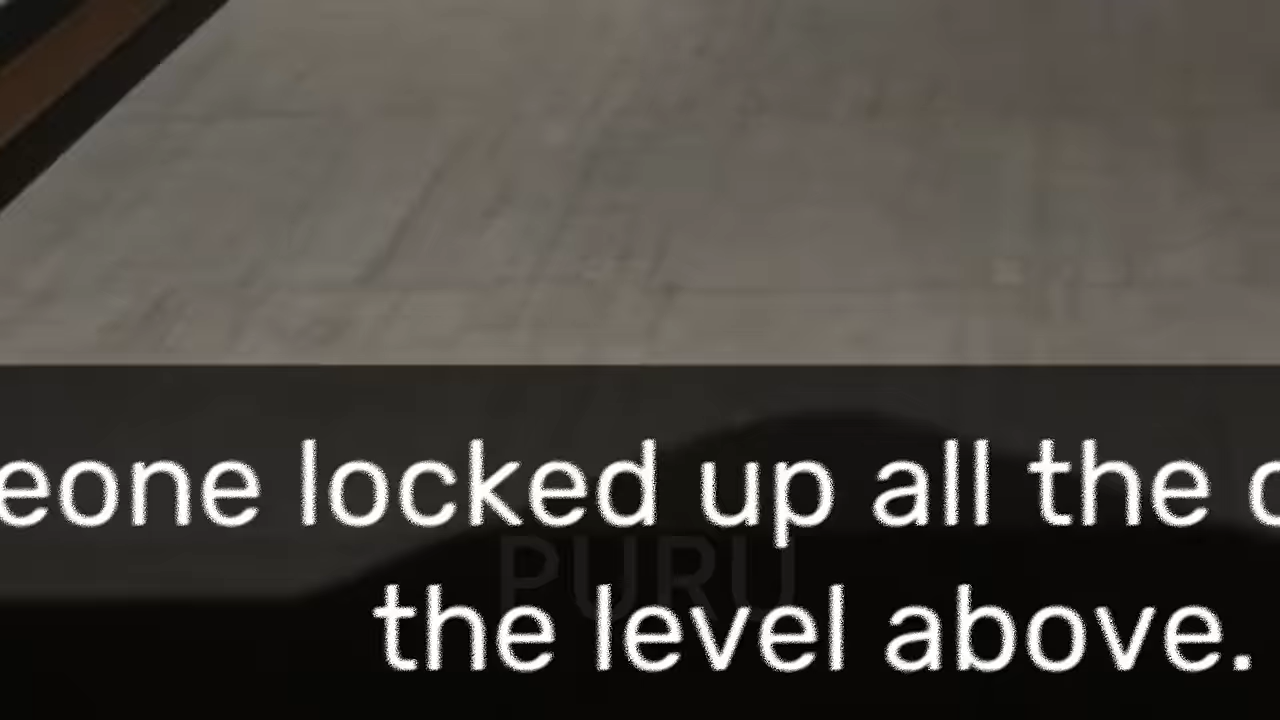 eone locked up all the
PURU
the level above.